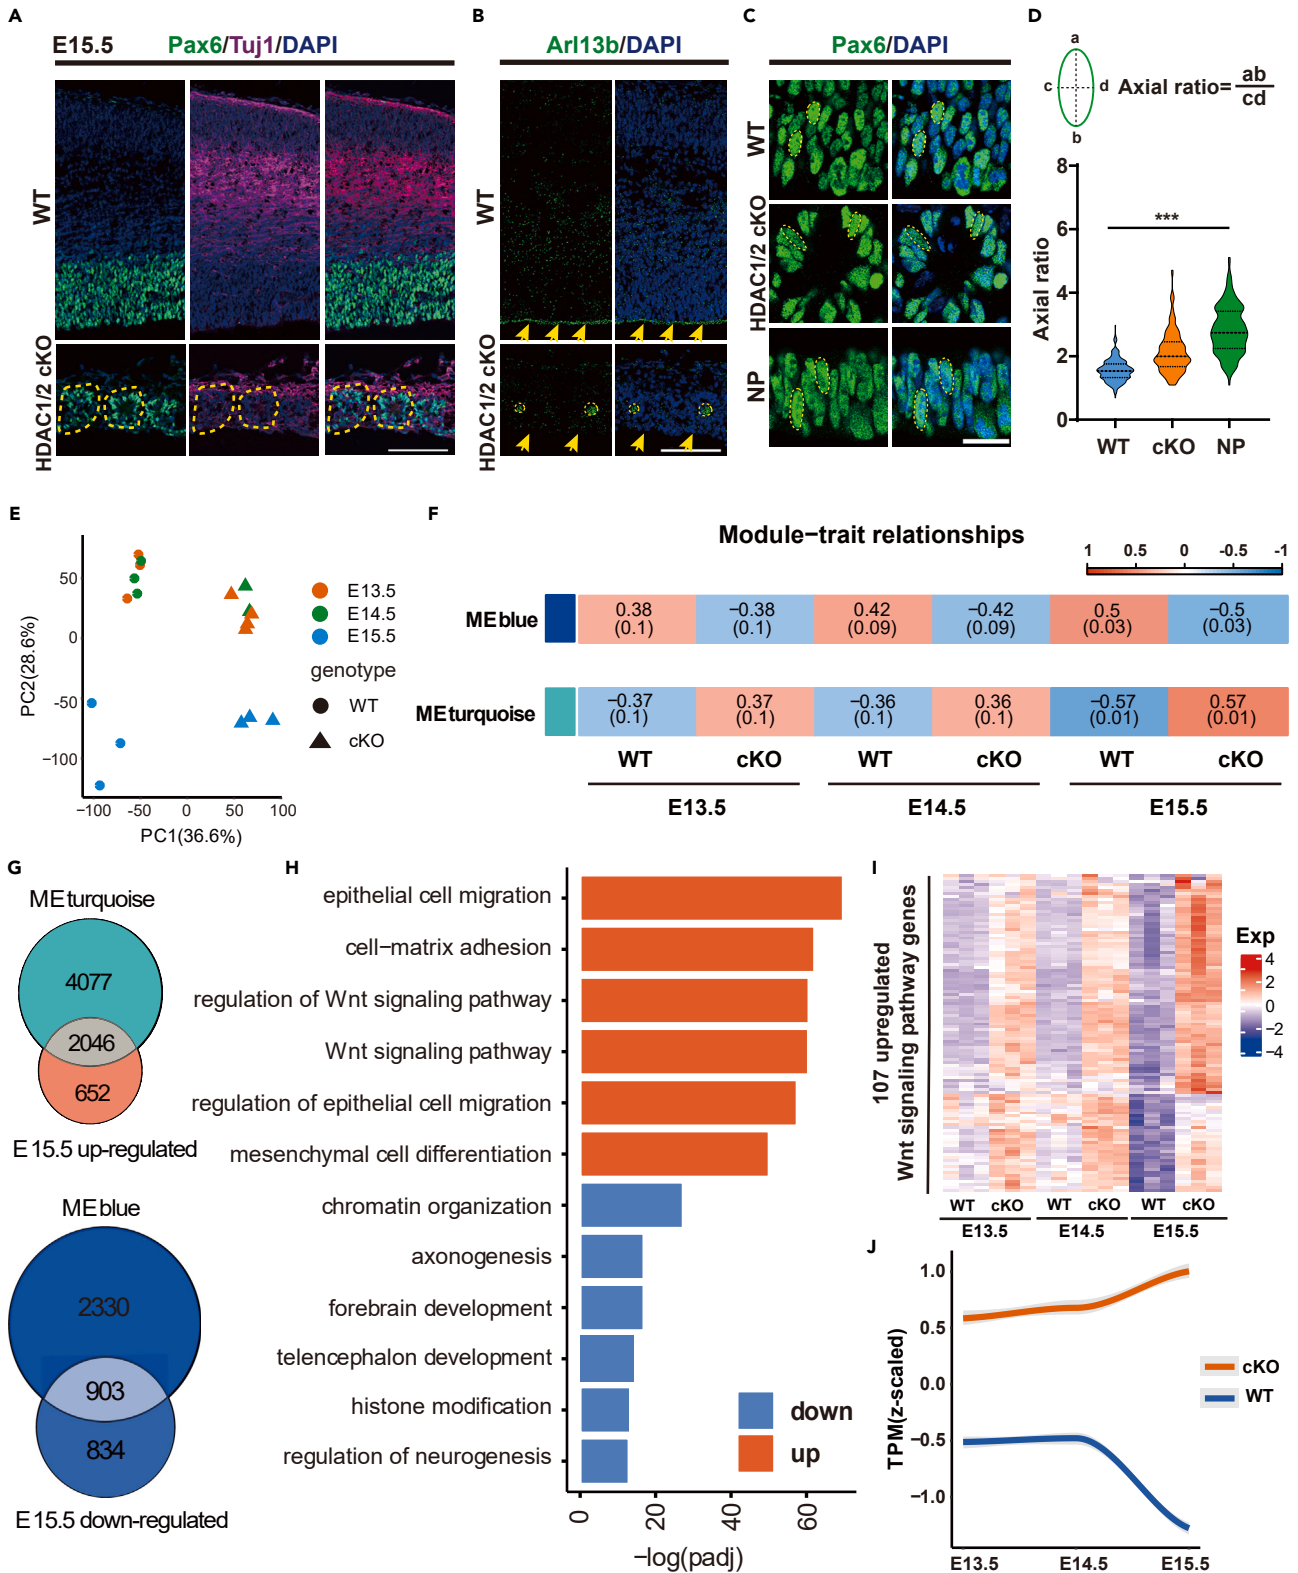 A
E15.5
Pax6/Tuj1/DAPI
WT
HDAC1/2 cKO
B
Arl13b/DAPI
WT
HDAC1/2 cKO
C
Pax6/DAPI
WT
HDAC1/2 cKO
NP
D
a
c
d
b
Axial ratio=
ab
cd
***
Axial ratio
8
6
4
2
0
WT
cKO
NP
E
PC2(28.6%)
50
0
-50
−100
−100
-50
0
50
100
PC1(36.6%)
E13.5
E14.5
E15.5
genotype
WT
cKO
F
Module−trait relationships
1
0.5
0
-0.5
-1
MEblue
0.38
(0.1)
−0.38
(0.1)
0.42
(0.09)
−0.42
(0.09)
0.5
(0.03)
−0.5
(0.03)
MEturquoise
−0.37
(0.1)
0.37
(0.1)
−0.36
(0.1)
0.36
(0.1)
−0.57
(0.01)
0.57
(0.01)
WT
cKO
WT
cKO
WT
cKO
E13.5
E14.5
E15.5
G
MEturquoise
4077
2046
652
E15.5 up-regulated
MEblue
2330
903
834
E15.5 down-regulated
H
epithelial cell migration
cell−matrix adhesion
regulation of Wnt signaling pathway
Wnt signaling pathway
regulation of epithelial cell migration
mesenchymal cell differentiation
chromatin organization
axonogenesis
forebrain development
telencephalon development
histone modification
regulation of neurogenesis
down
up
0
20
40
60
−log(padj)
I
107 upregulated
Wnt signaling pathway genes
Exp
4
2
0
−2
−4
WT
cKO
WT
cKO
WT
cKO
E13.5
E14.5
E15.5
J
TPM(z-scaled)
1.0
0.5
0.0
−0.5
−1.0
E13.5
E14.5
E15.5
cKO
WT